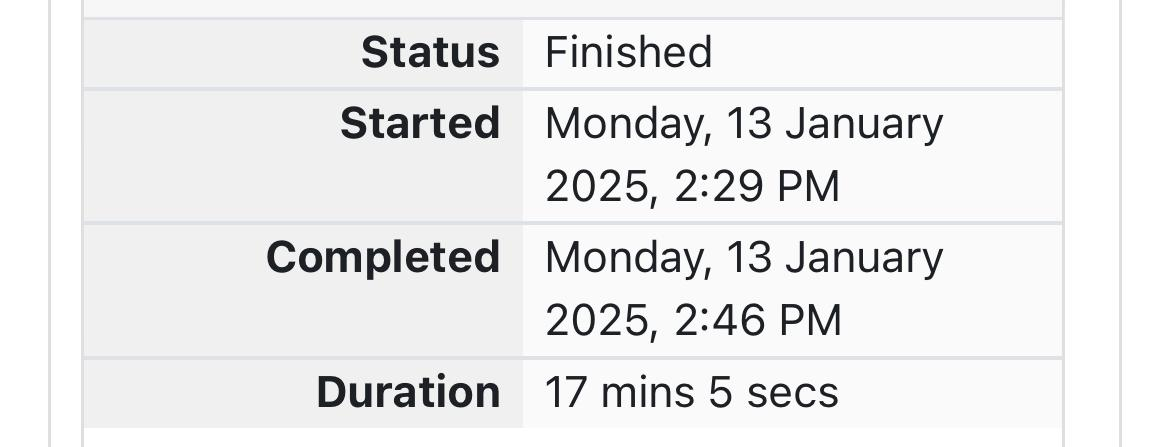 Status Finished
Started Monday, 13 January
2025, 2:29 PM
Completed Monday, 13 January
2025, 2:46 PM
Duration 17 mins 5 secs